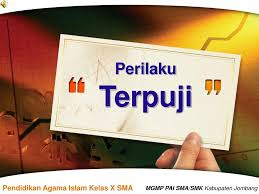 Perilaku
“ Terpuji ”
Pendidikan Agama Islam Kelas X SMA
MGMP PAI SMA/SMK Kabupaten Jombang